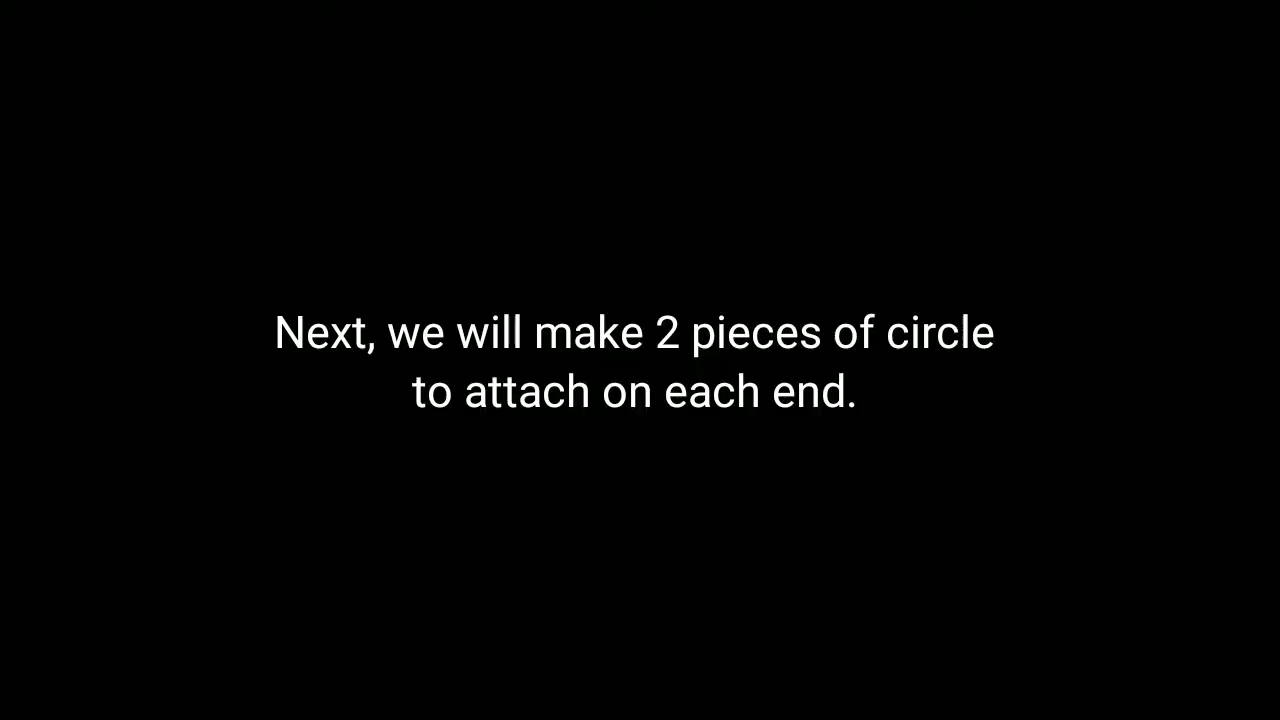 Next, we will make 2 pieces of circle
to attach on each end.